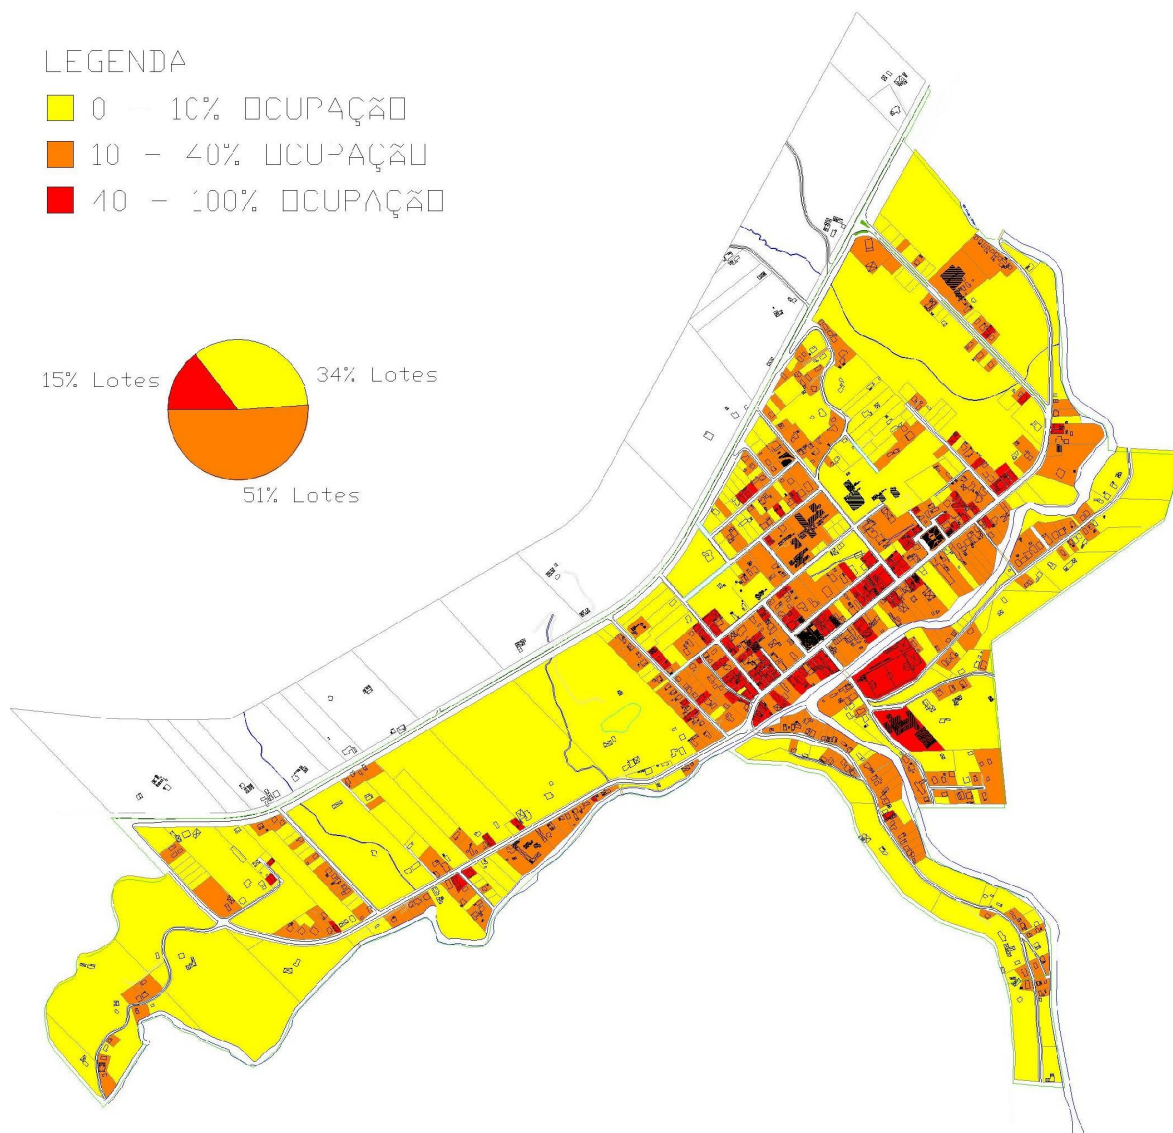 LEGENDA
0 - 10% OCUPAÇÃO
10 - 40% OCUPAÇÃO
40 - 100% OCUPAÇÃO
15% Lotes
34% Lotes
51% Lotes